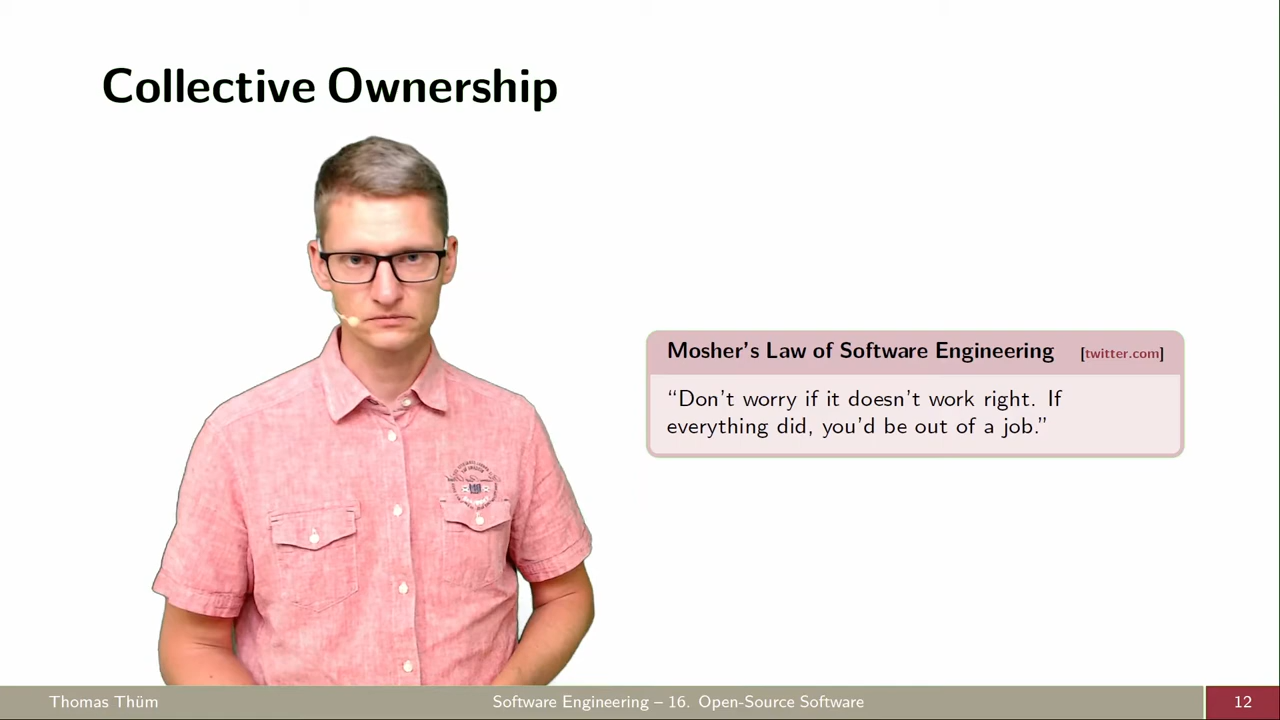 Collective Ownership
Mosher's Law of Software Engineering [twitter.com]
“Don't worry if it doesn't work right. If
everything did, you'd be out of a job.”
Thomas Thüm
Software Engineering – 16. Open-Source Software
12